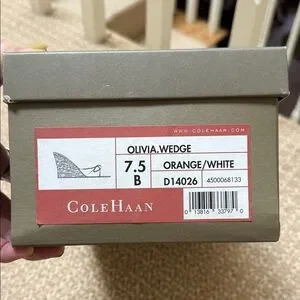 WWW.COLEHAAN.COM
OLIVIA.WEDGE
7.5 ORANGE/WHITE
B D14026 4500068133
COLEHAAN
0 13816 33797 0